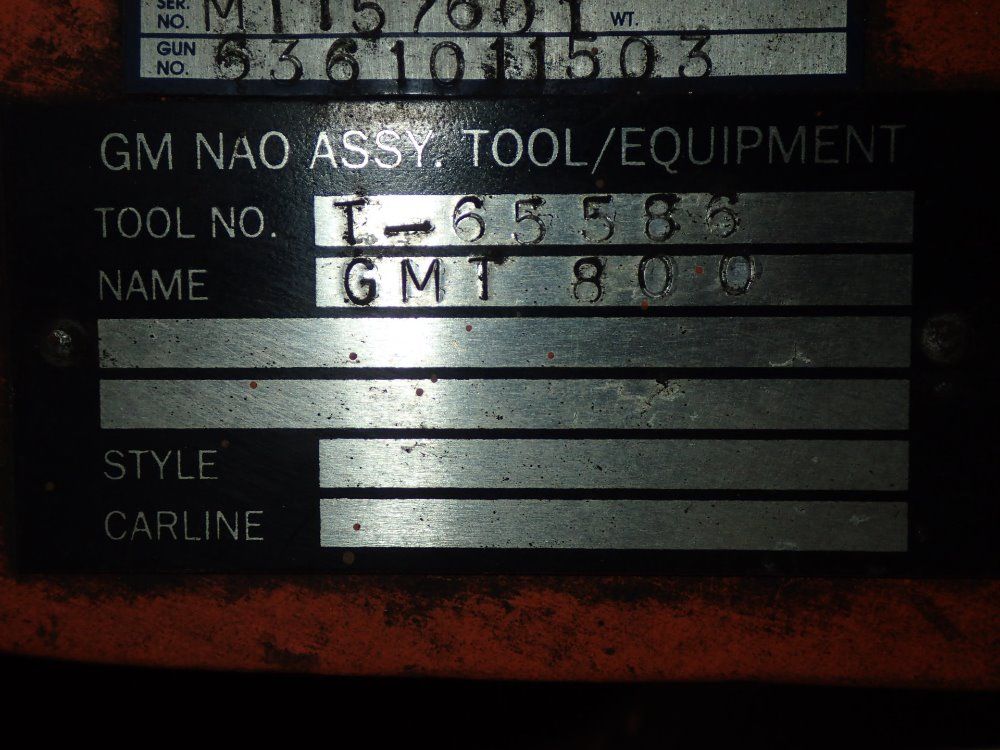 SER. NO. M1157601 WT.
GUN NO. 5361011503
GM NAO ASSY. TOOL/EQUIPMENT
TOOL NO. T-65586
NAME GMT 800
STYLE
CARLINE